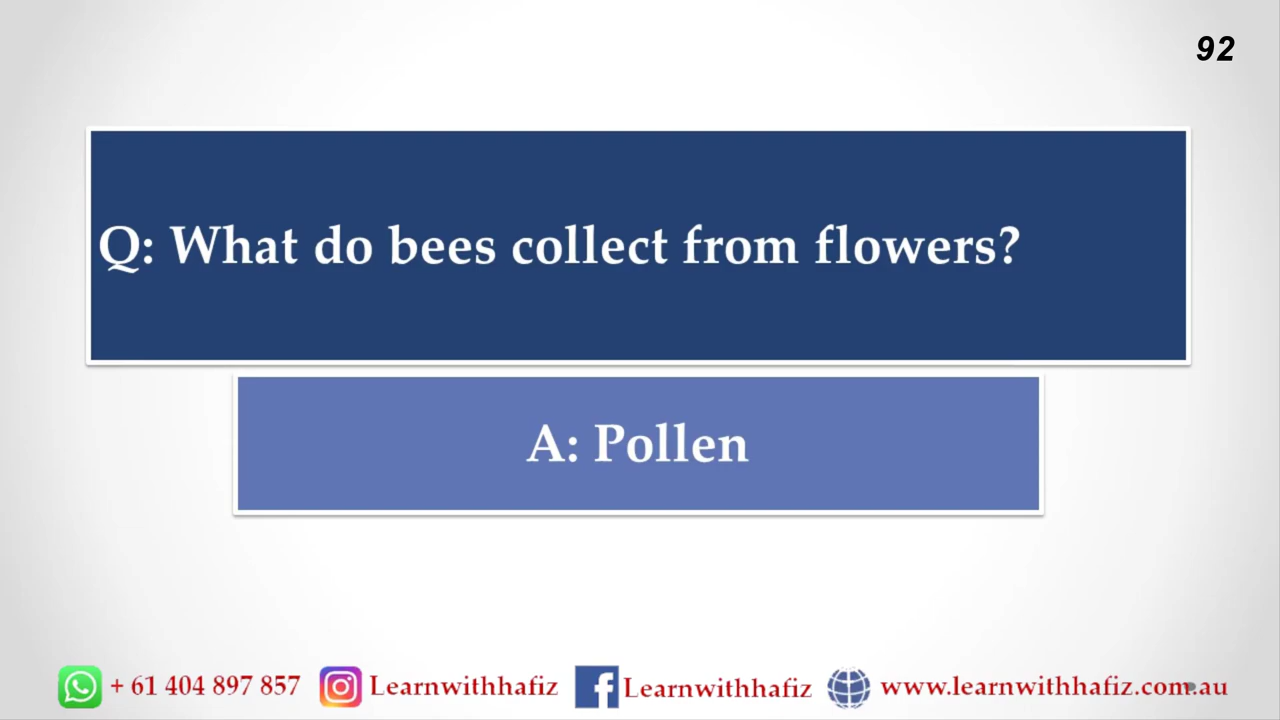 92
Q: What do bees collect from flowers?
A: Pollen
+ 61 404 897 857 Learnwithhafiz Learnwithhafiz www.learnwithhafiz.com.au